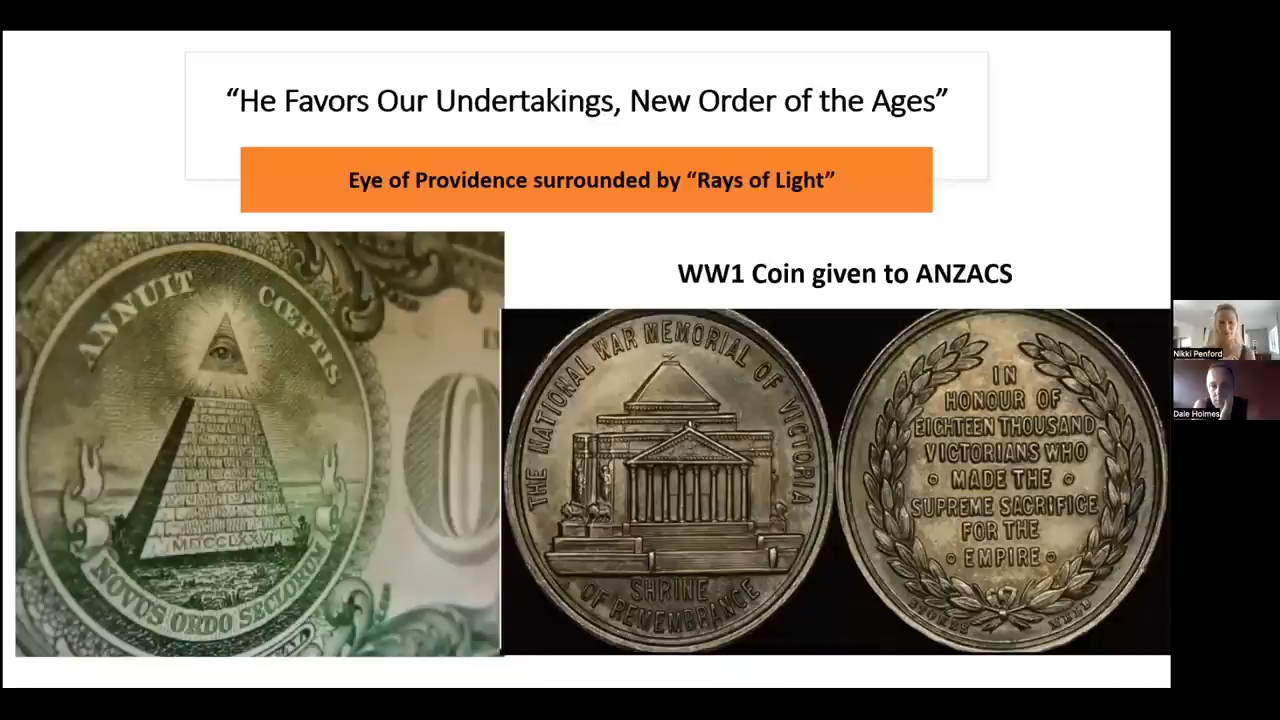 “He Favors Our Undertakings, New Order of the Ages”
Eye of Providence surrounded by “Rays of Light”
WW1 Coin given to ANZACS
ANNUIT CŒPTIS
MDCCLXXVI
NOVUS ORDO SECLORUM
THE NATIONAL WAR MEMORIAL OF VICTORIA
SHRINE
OF REMEMBRANCE
IN
HONOUR OF
EIGHTEEN THOUSAND
VICTORIANS WHO
MADE THE
SUPREME SACRIFICE
FOR THE
EMPIRE
Nikki Penford
Dale Holmes